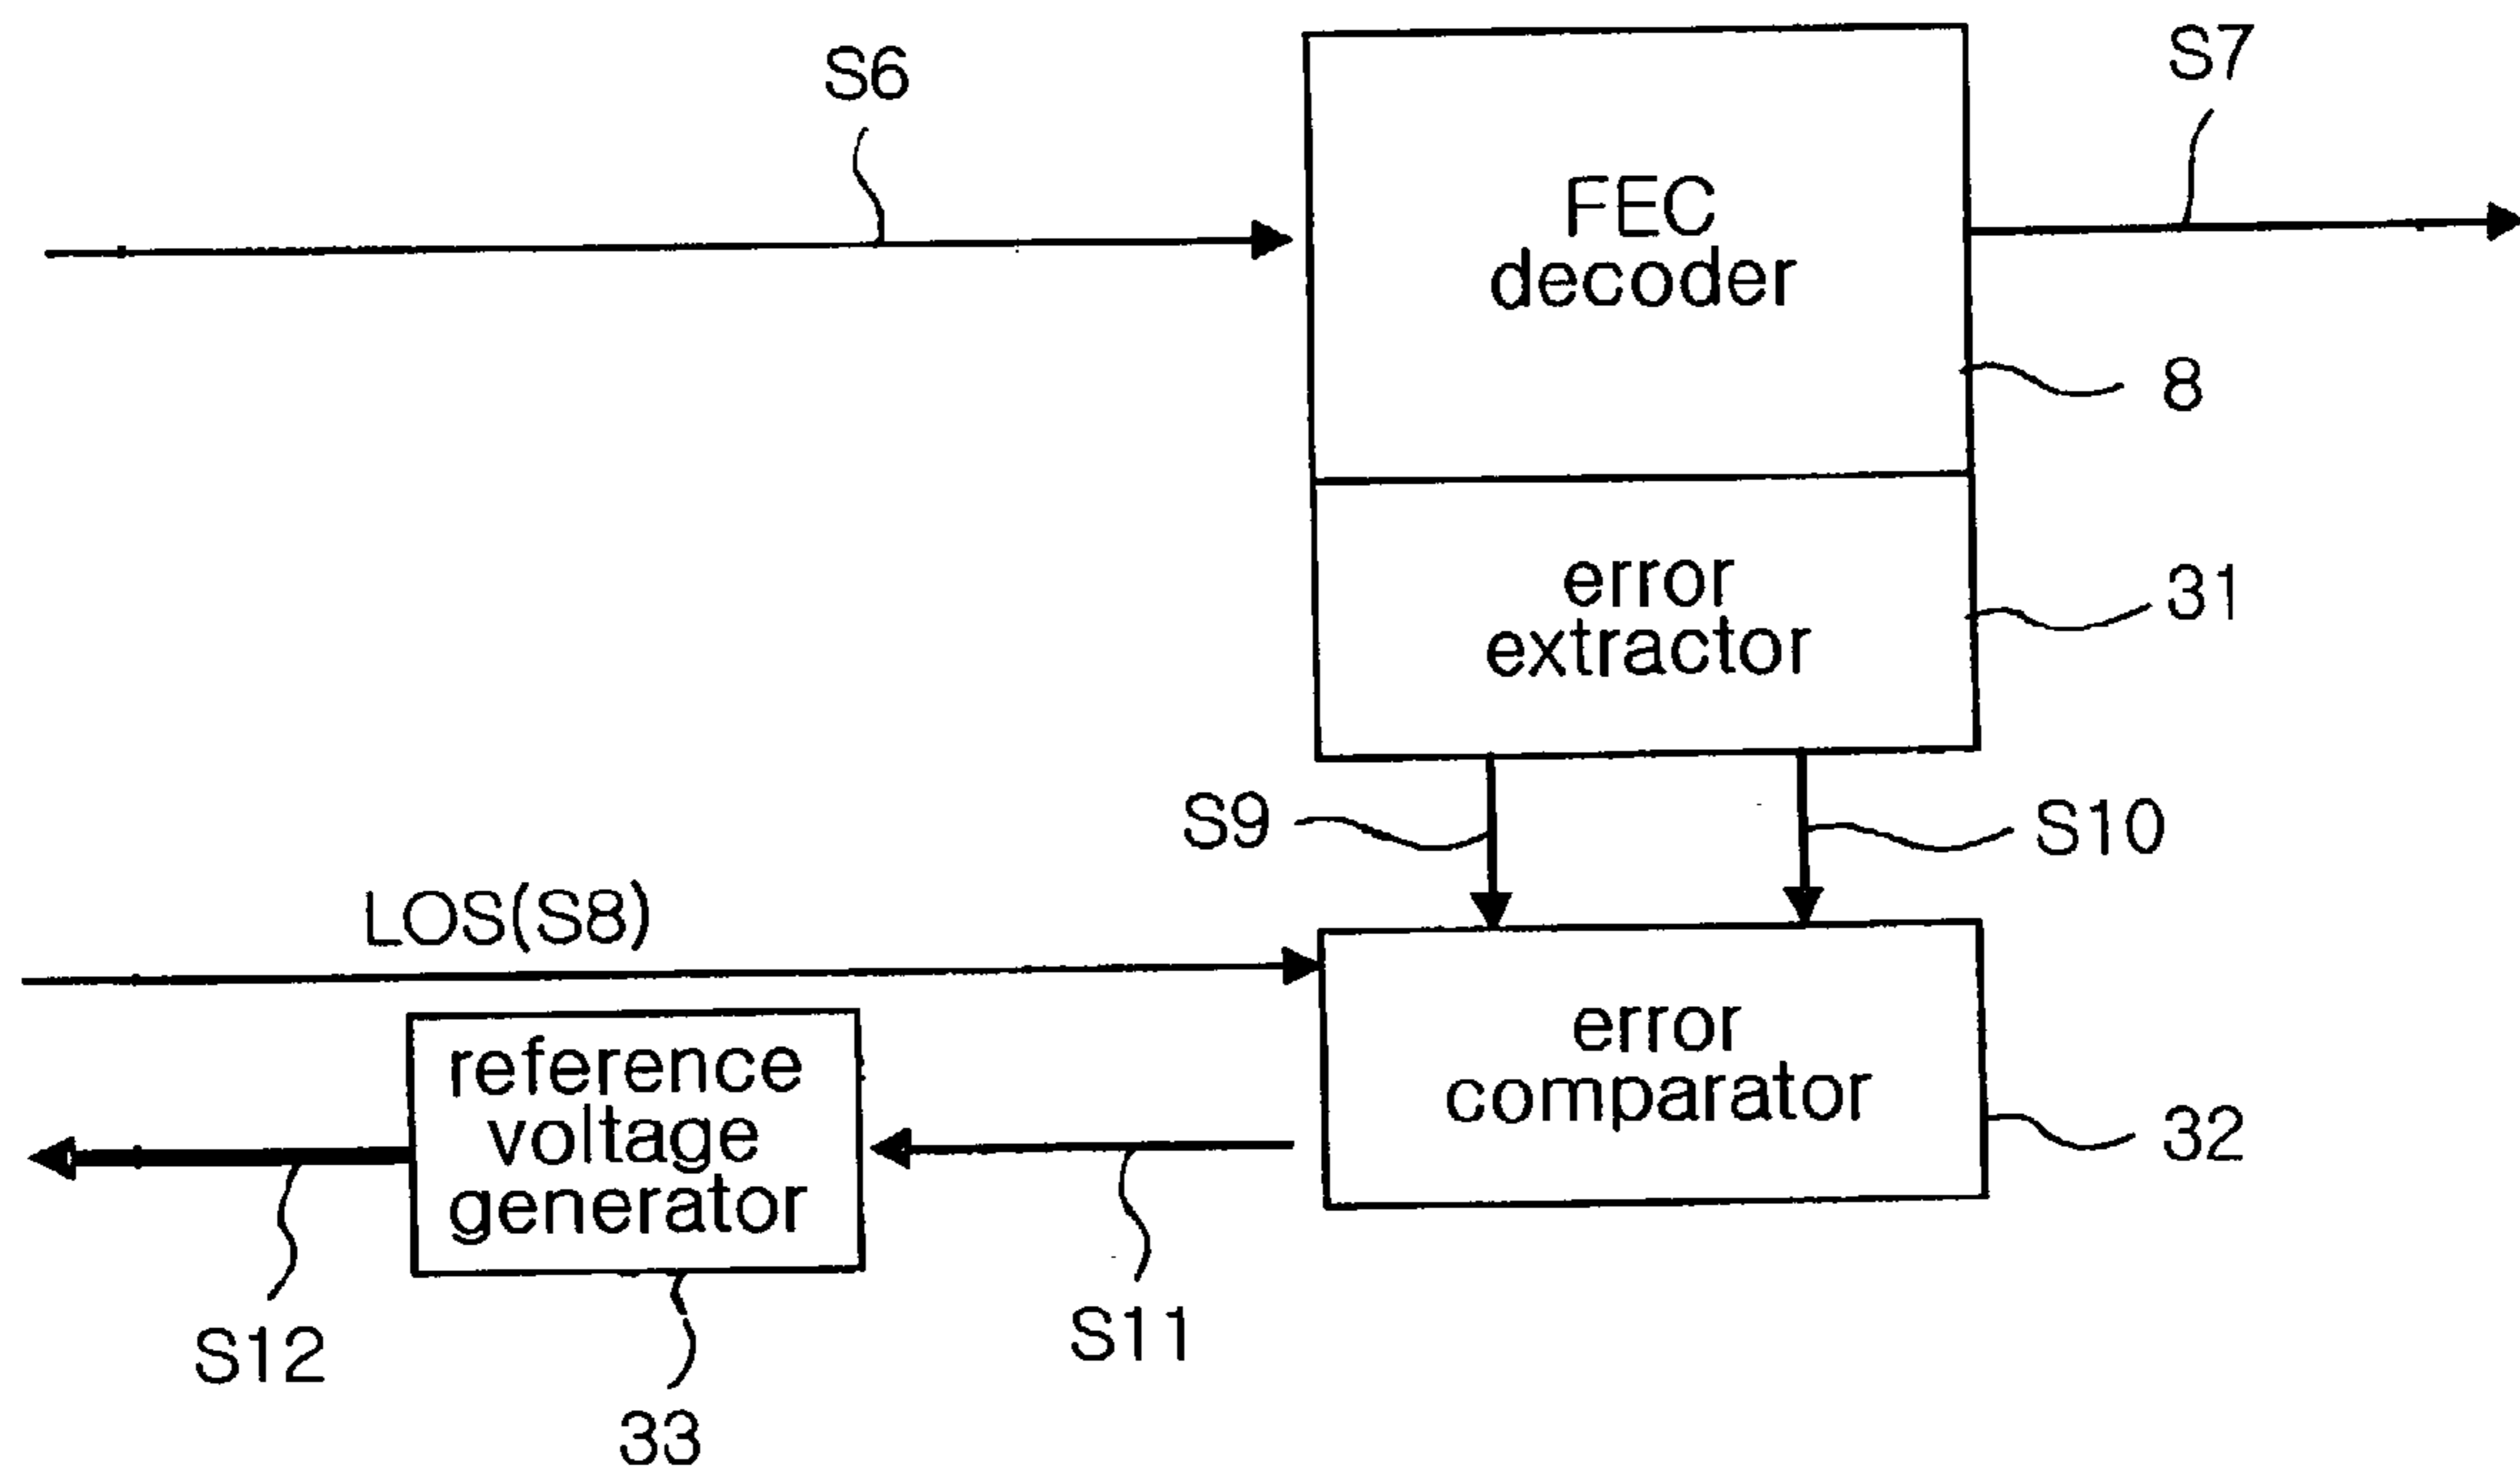 S6
S7
FEC
decoder
8
error
extractor
31
S9
S10
LOS(S8)
error
comparator
32
reference
voltage
generator
S11
S12
33